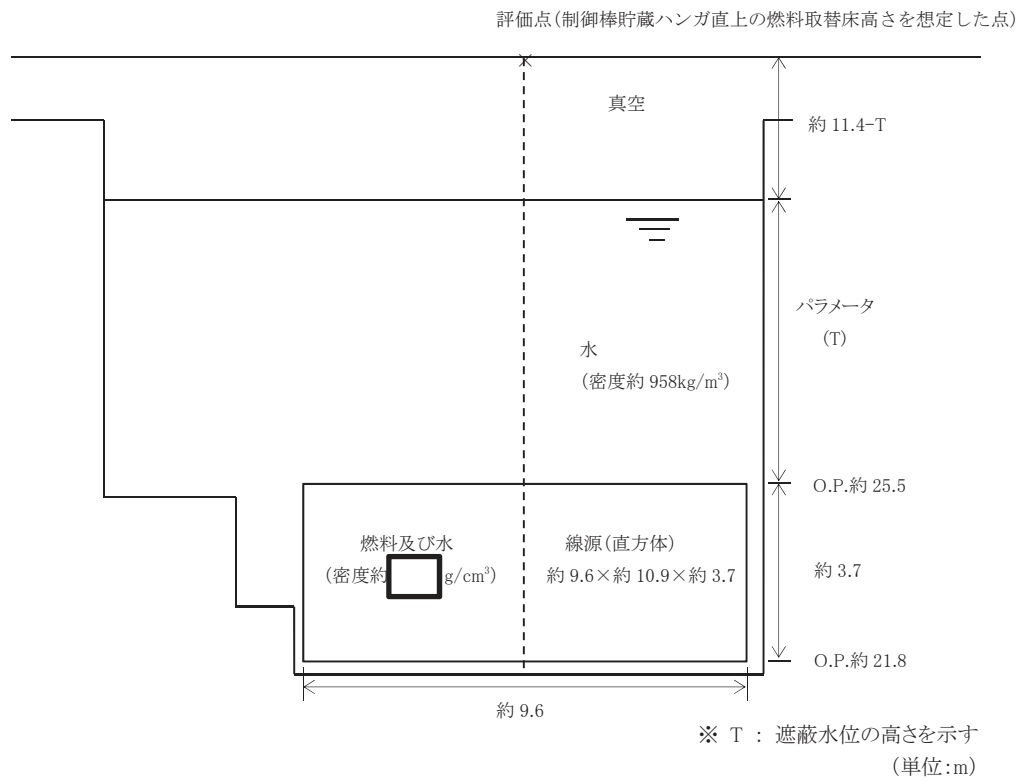 評価点(制御棒貯蔵ハンガ直上の燃料取替床高さを想定した点)
真空
約 11.4-T
パラメータ
(T)
水
(密度約 958kg/m³)
O.P.約 25.5
燃料及び水
(密度約 g/cm³)
線源(直方体)
約 9.6×約 10.9×約 3.7
約 3.7
O.P.約 21.8
約 9.6
※ T : 遮蔽水位の高さを示す
(単位:m)